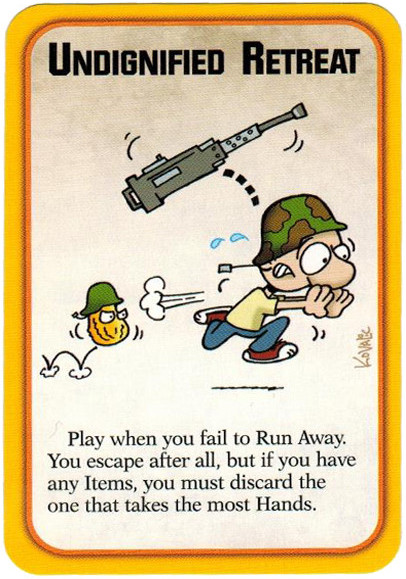 Undignified Retreat
Kovalic
Play when you fail to Run Away.
You escape after all, but if you have
any Items, you must discard the
one that takes the most Hands.